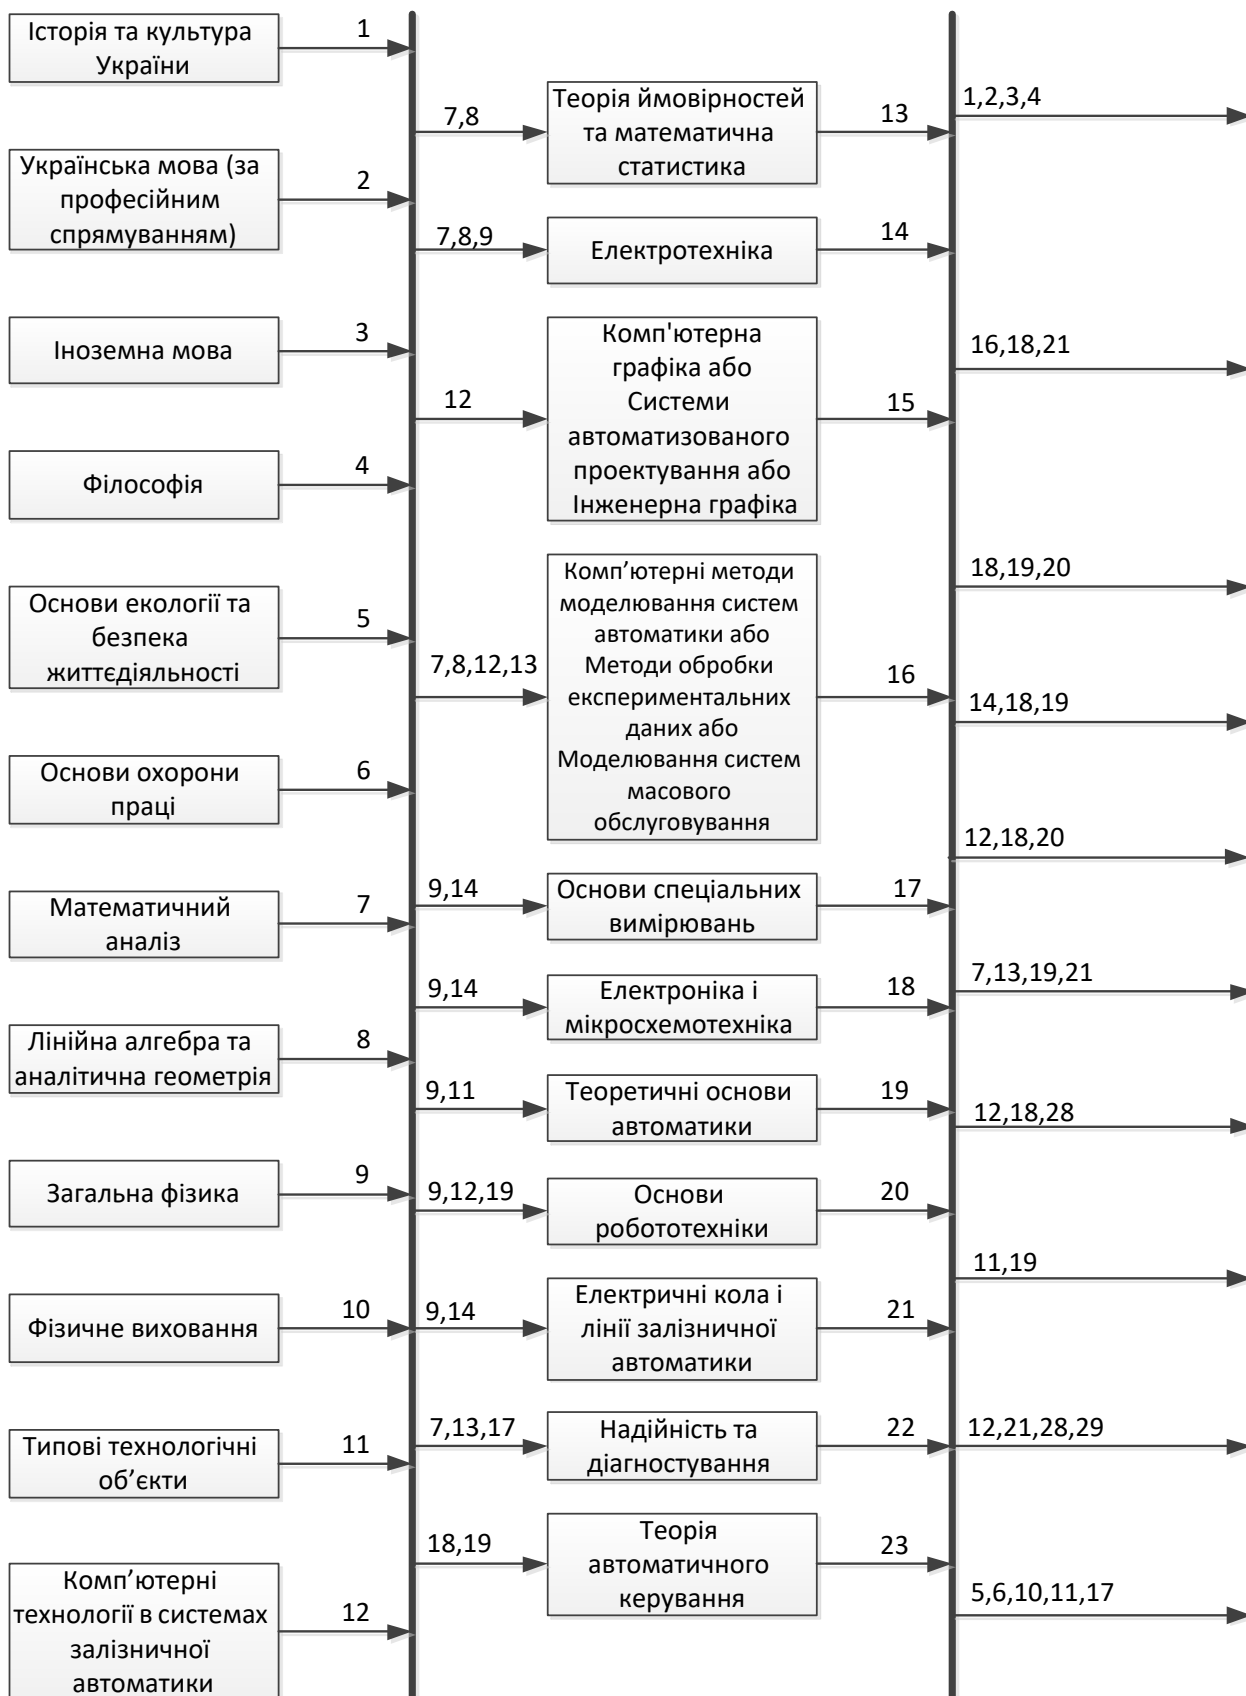 Історія та культура
України
1
Українська мова (за
професійним
спрямуванням)
2
Іноземна мова
3
Філософія
4
Основи екології та
безпека
життєдіяльності
5
Основи охорони
праці
6
Математичний
аналіз
7
Лінійна алгебра та
аналітична геометрія
8
Загальна фізика
9
Фізичне виховання
10
Типові технологічні
об’єкти
11
Комп’ютерні
технології в системах
залізничної
автоматики
12
7,8
Теорія ймовірностей
та математична
статистика
13
7,8,9
Електротехніка
14
12
Комп'ютерна
графіка або
Системи
автоматизованого
проектування або
Інженерна графіка
15
7,8,12,13
Комп’ютерні методи
моделювання систем
автоматики або
Методи обробки
експериментальних
даних або
Моделювання систем
масового
обслуговування
16
9,14
Основи спеціальних
вимірювань
17
9,14
Електроніка і
мікросхемотехніка
18
9,11
Теоретичні основи
автоматики
19
9,12,19
Основи
робототехніки
20
9,14
Електричні кола і
лінії залізничної
автоматики
21
7,13,17
Надійність та
діагностування
22
18,19
Теорія
автоматичного
керування
23
1,2,3,4
16,18,21
18,19,20
14,18,19
12,18,20
7,13,19,21
12,18,28
11,19
12,21,28,29
5,6,10,11,17